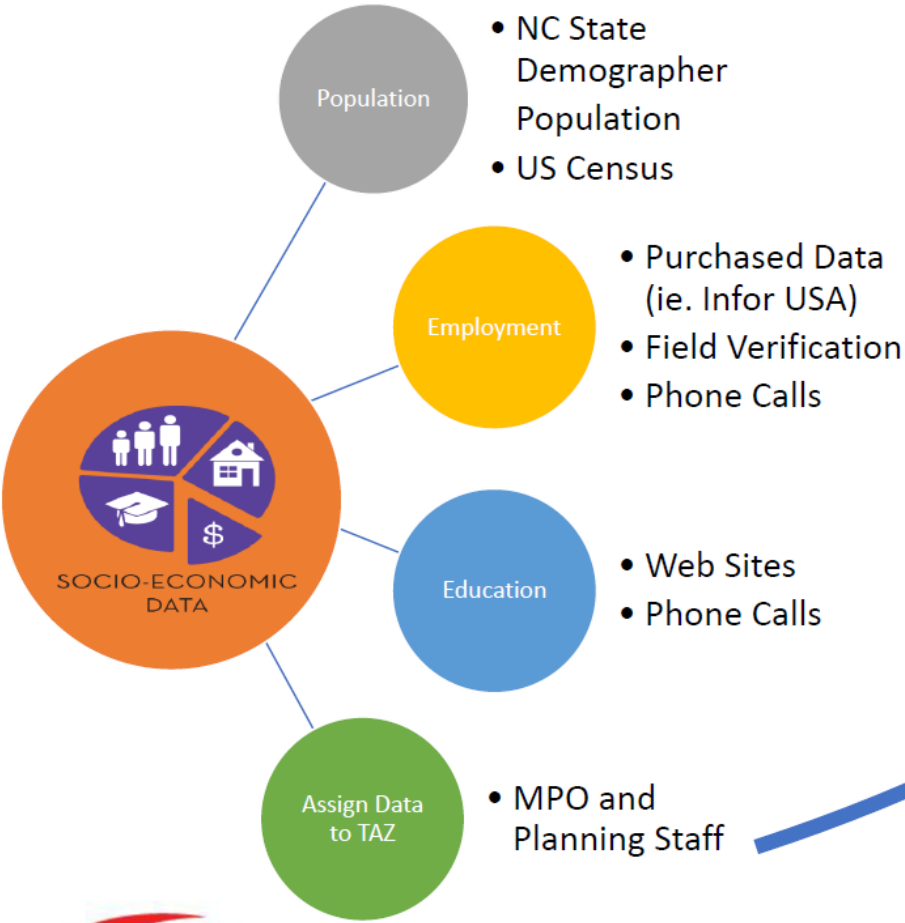 Population
• NC State
Demographer
Population
• US Census
Employment
• Purchased Data
(ie. Infor USA)
• Field Verification
• Phone Calls
$
SOCIO-ECONOMIC
DATA
Education
• Web Sites
• Phone Calls
Assign Data
to TAZ
• MPO and
Planning Staff